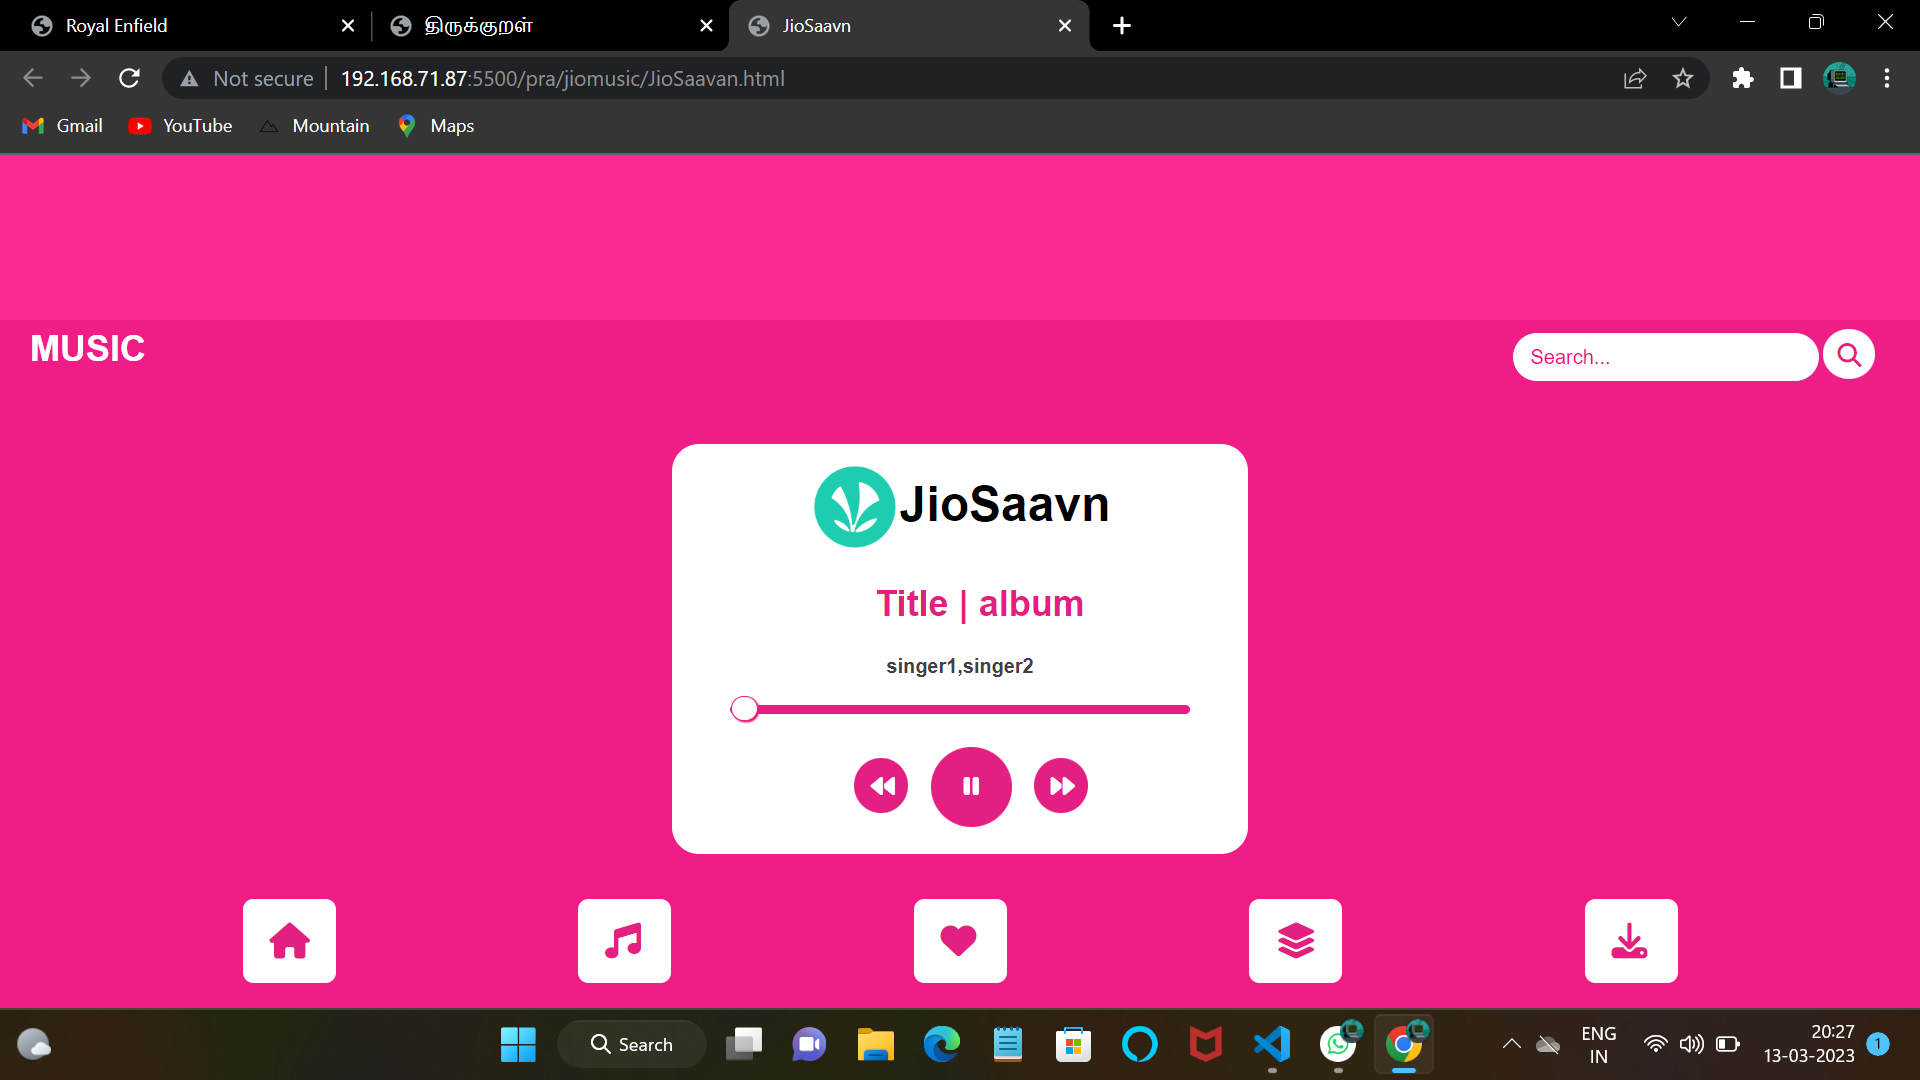 Royal Enfield
திருக்குறள்
JioSaavn
Not secure
192.168.71.87:5500/pra/jiomusic/JioSaavan.html
Gmail
YouTube
Mountain
Maps
MUSIC
Search...
JioSaavn
Title | album
singer1,singer2
Search
ENG
IN
20:27
13-03-2023
1